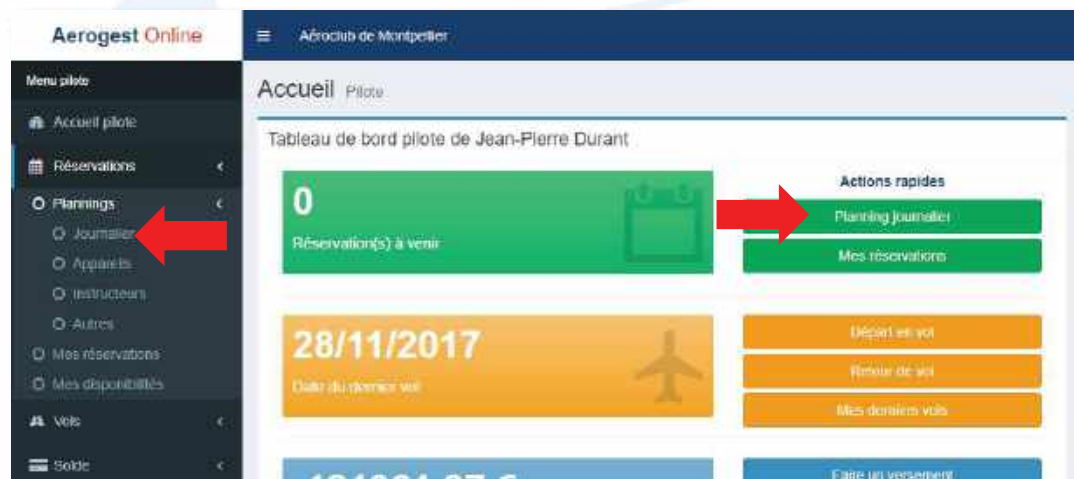 Aerogest Online
Aéroclub de Montpellier
Menu pilote
Accueil pilote
Réservations
Plannings
Journalier
Appareils
Instructeurs
Autres
Mes réservations
Mes disponibilités
Vols
Solde
Accueil Pilote
Tableau de bord pilote de Jean-Pierre Durant
0
Réservation(s) à venir
Actions rapides
Planning journalier
Mes réservations
28/11/2017
Date du dernier vol
Départ en vol
Retour de vol
Mes derniers vols
Faire un versement